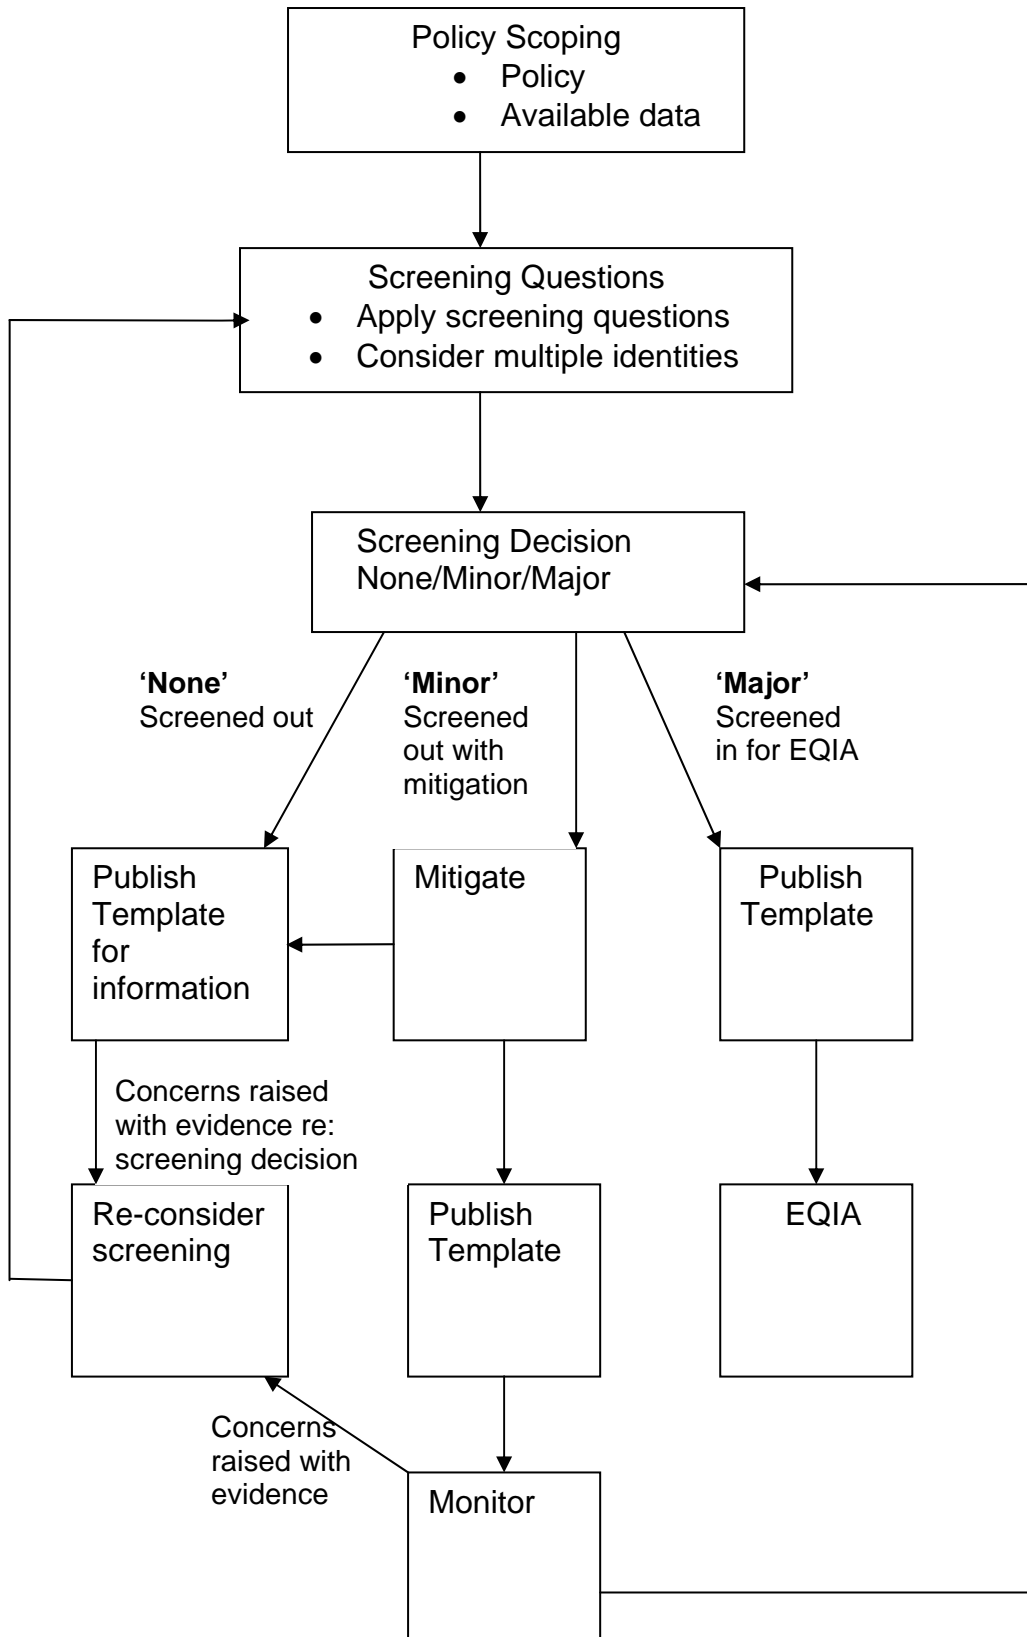 Policy Scoping
• Policy
• Available data
Screening Questions
• Apply screening questions
• Consider multiple identities
Screening Decision
None/Minor/Major
‘None’
Screened out
‘Minor’
Screened
out with
mitigation
‘Major’
Screened
in for EQIA
Publish
Template
for
information
Mitigate
Publish
Template
Concerns raised
with evidence re:
screening decision
Re-consider
screening
Publish
Template
EQIA
Concerns
raised with
evidence
Monitor